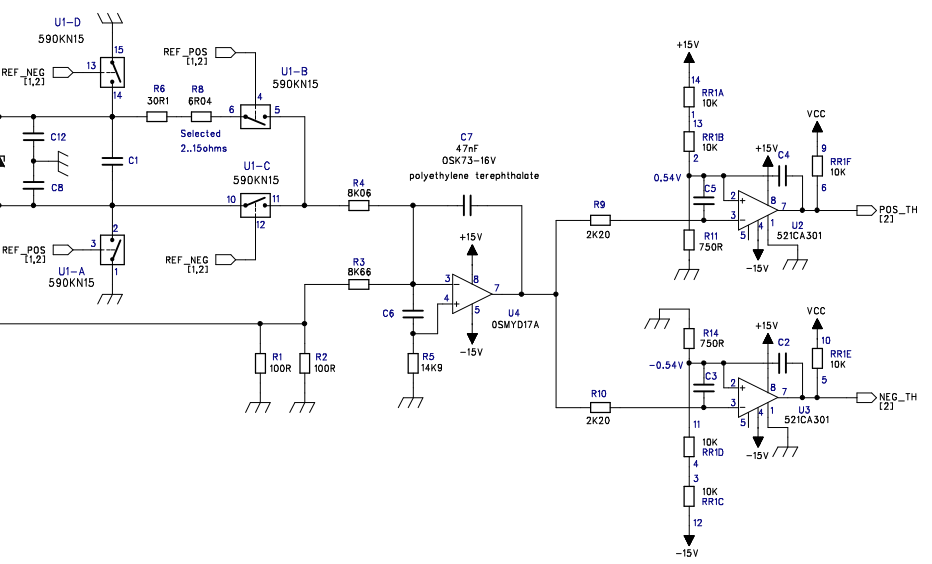 U1-D
590KN15
15
REF_NEG
[1,2]
13
14
REF_POS
[1,2]
U1-B
590KN15
4
6
5
R6
30R1
R8
6R04
Selected
2..15ohms
C12
C8
C1
U1-C
590KN15
10
11
12
REF_NEG
[1,2]
REF_POS
[1,2]
3
2
1
U1-A
590KN15
C7
47nF
OSK73-16V
polyethylene terephthalate
R4
8K06
R3
8K66
C6
+15V
3
8
4
7
5
U4
OSMYD17A
-15V
R5
14K9
R1
100R
R2
100R
R9
2K20
R10
2K20
+15V
14
RR1A
10K
1
13
RR1B
10K
2
0.54V
C5
R11
750R
+15V
C4
2
3
8
7
5
4
1
U2
521CA301
-15V
VCC
9
RR1F
10K
6
POS_TH
[2]
R14
750R
-0.54V
C3
+15V
C2
2
3
8
7
5
4
1
U3
521CA301
-15V
VCC
10
RR1E
10K
5
NEG_TH
[2]
11
10K
RR1D
4
3
10K
RR1C
12
-15V